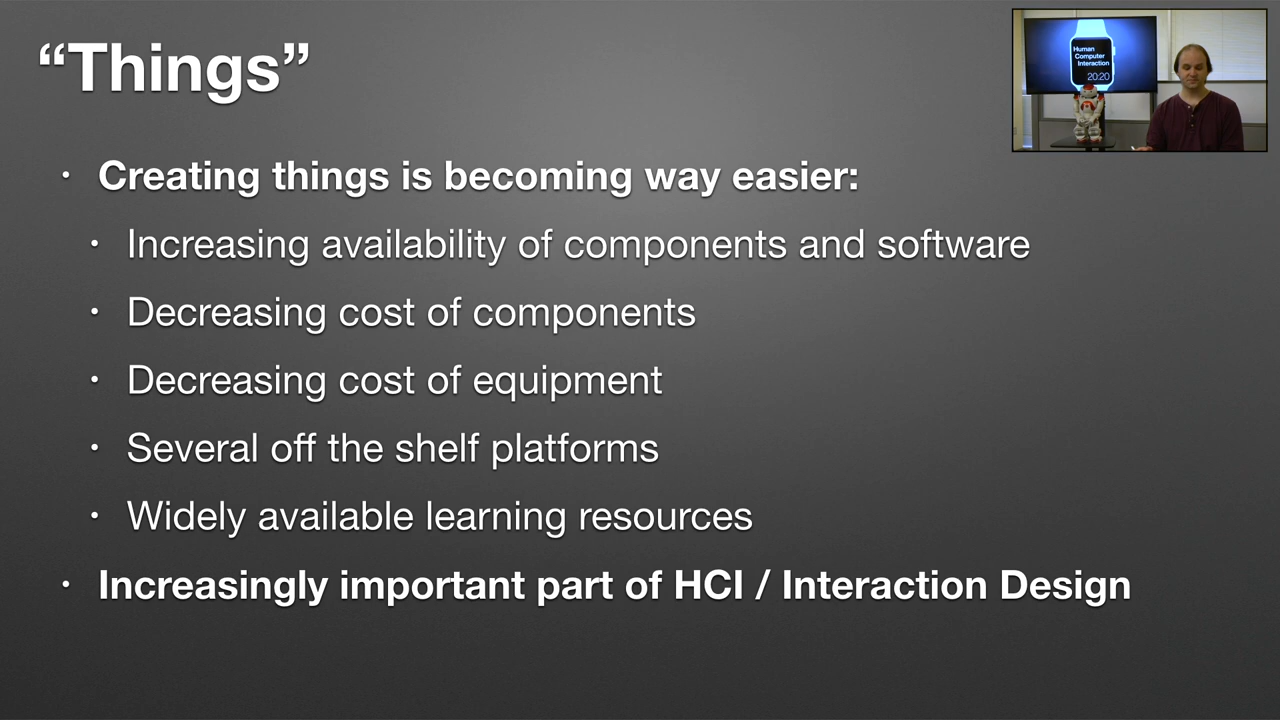 “Things”
• Creating things is becoming way easier:
• Increasing availability of components and software
• Decreasing cost of components
• Decreasing cost of equipment
• Several off the shelf platforms
• Widely available learning resources
• Increasingly important part of HCI / Interaction Design
Human
Computer
Interaction
20:20